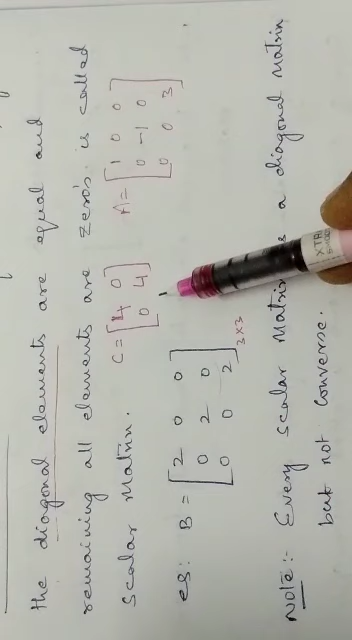 the diagonal elements are equal and
remaining all elements are zero's. is called
scalar matrix.
C = [4 0
0 4]
A = [1 0 0
0 -1 0
0 0 3]
eg: B = [2 0 0
0 2 0
0 0 2] 3×3
Note:- Every scalar matrix is a diagonal matrix
but not converse.
XTRA